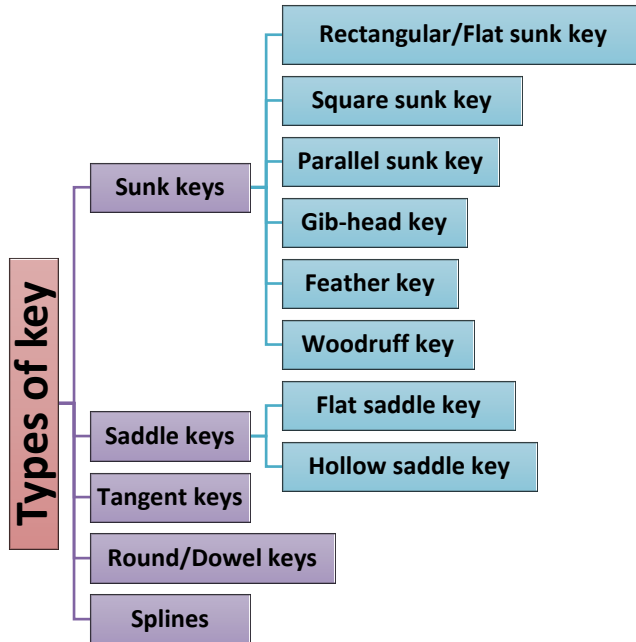 Types of key
Sunk keys
Rectangular/Flat sunk key
Square sunk key
Parallel sunk key
Gib-head key
Feather key
Woodruff key
Saddle keys
Flat saddle key
Hollow saddle key
Tangent keys
Round/Dowel keys
Splines